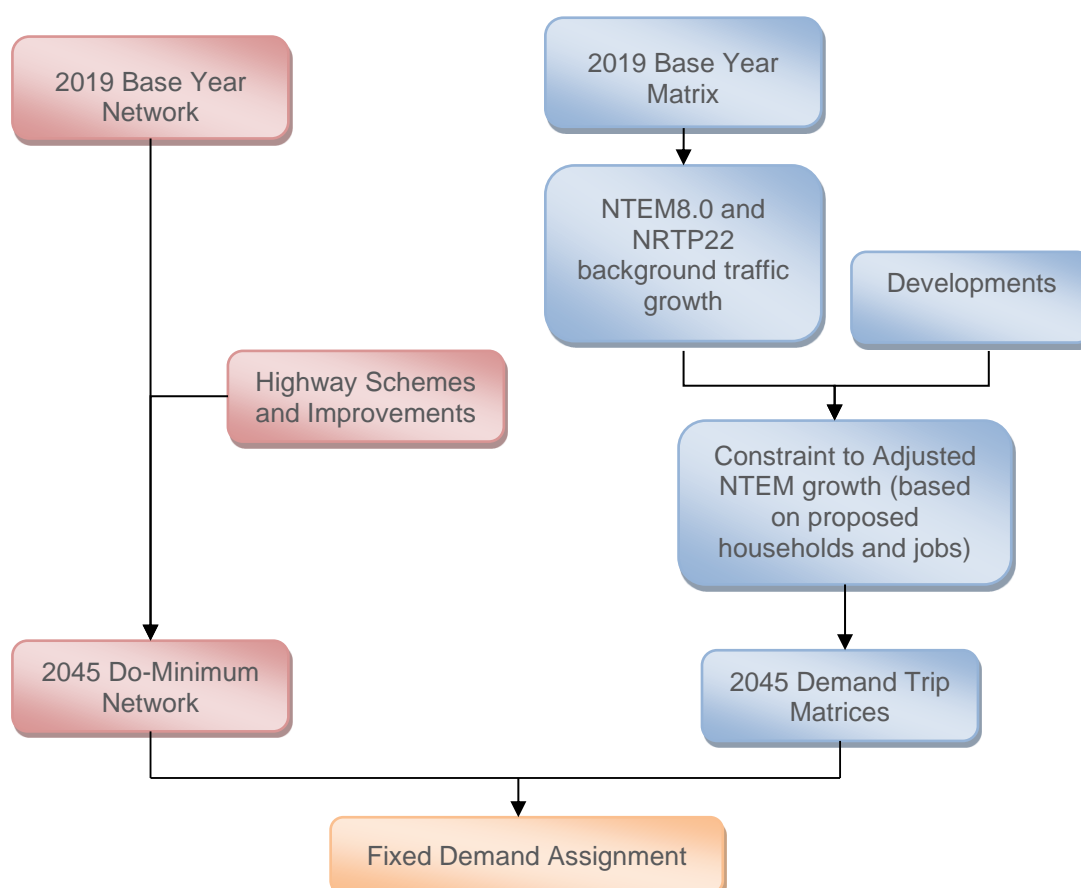 2019 Base Year
Network
2019 Base Year
Matrix
NTEM8.0 and
NRTP22
background traffic
growth
Developments
Highway Schemes
and Improvements
Constraint to Adjusted
NTEM growth (based
on proposed
households and jobs)
2045 Do-Minimum
Network
2045 Demand Trip
Matrices
Fixed Demand Assignment